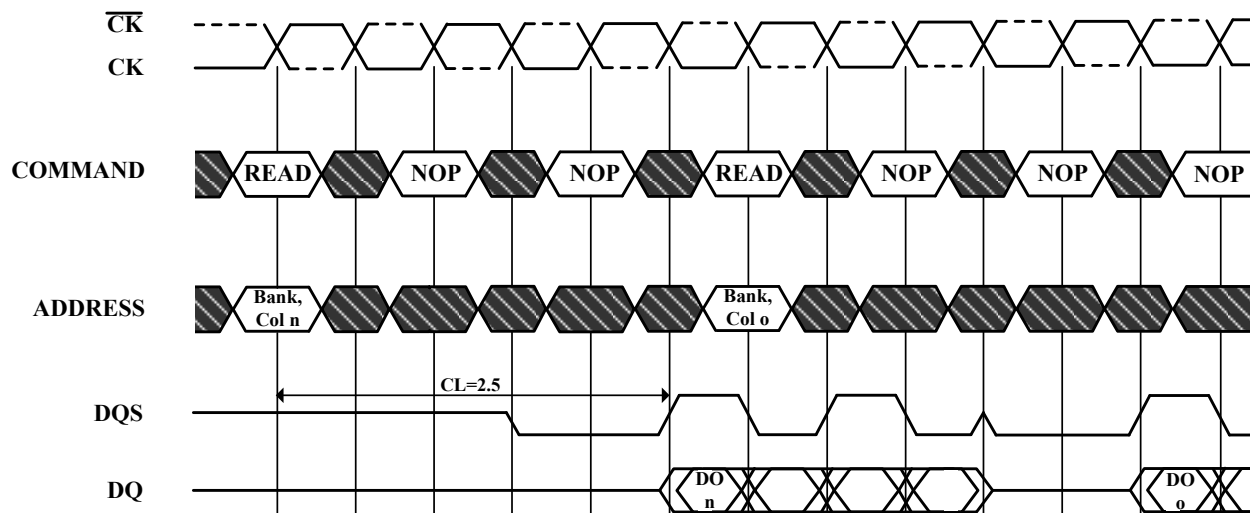 CK
CK
COMMAND
READ NOP NOP READ NOP NOP NOP
ADDRESS
Bank,
Col n
Bank,
Col o
CL=2.5
DQS
DQ
DO
n
DO
o